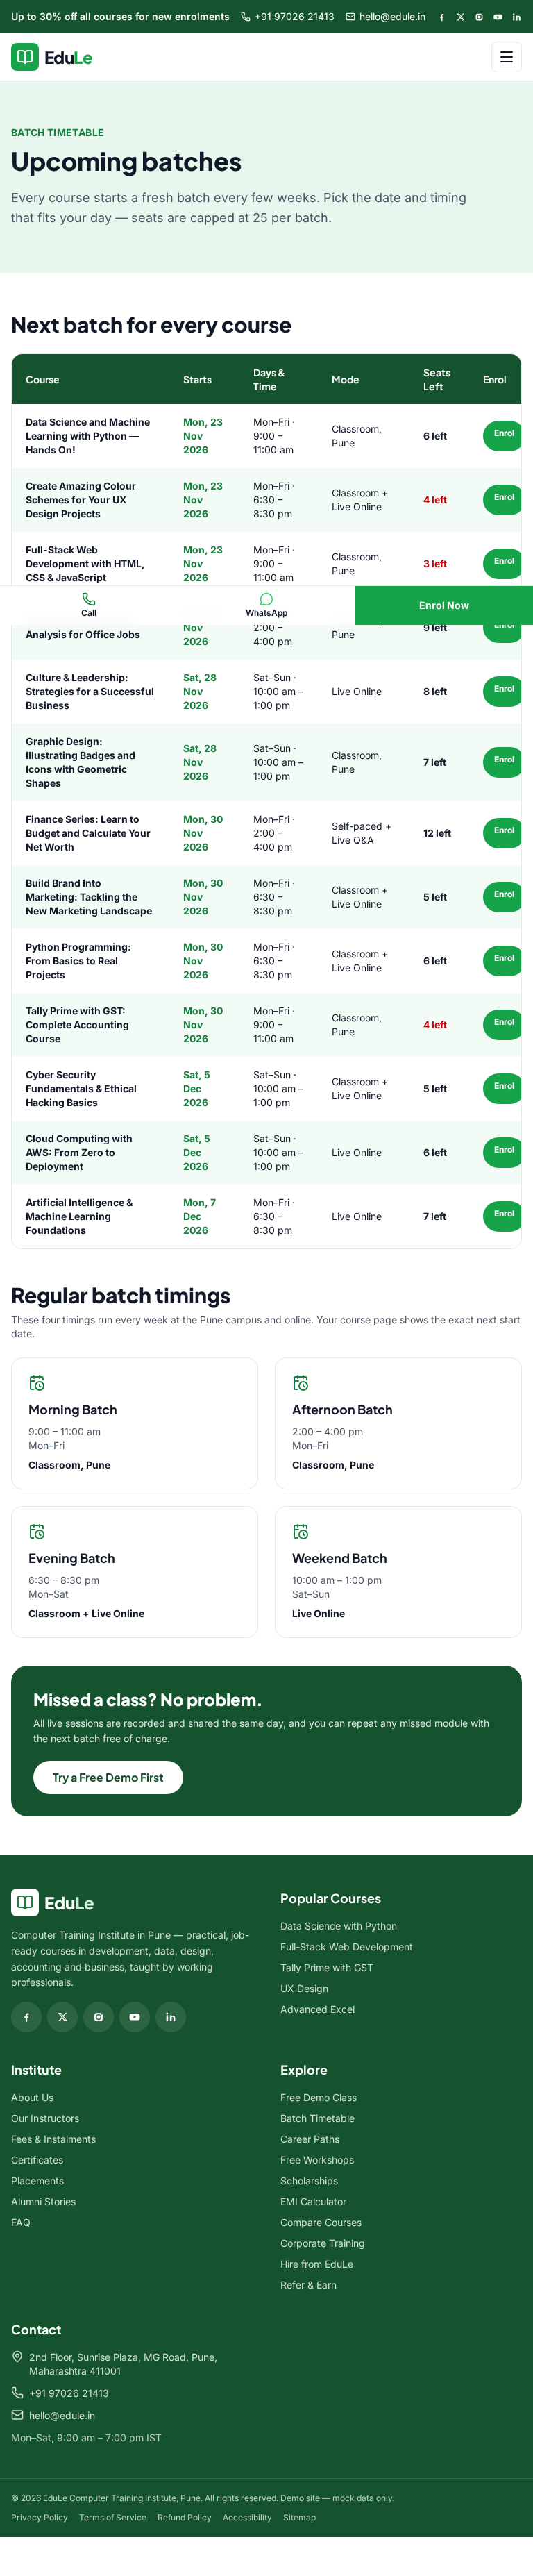 Up to 30% off all courses for new enrolments
+91 97026 21413
hello@edule.in
EduLe
BATCH TIMETABLE
Upcoming batches
Every course starts a fresh batch every few weeks. Pick the date and timing
that fits your day — seats are capped at 25 per batch.
Next batch for every course
Course Starts Days & Time Mode Seats Left Enrol
Data Science and Machine Learning with Python — Hands On! Mon, 23 Nov 2026 Mon–Fri · 9:00 – 11:00 am Classroom, Pune 6 left Enrol
Create Amazing Colour Schemes for Your UX Design Projects Mon, 23 Nov 2026 Mon–Fri · 6:30 – 8:30 pm Classroom + Live Online 4 left Enrol
Full-Stack Web Development with HTML, CSS & JavaScript Mon, 23 Nov 2026 Mon–Fri · 9:00 – 11:00 am Classroom, Pune 3 left Enrol
Call
WhatsApp
Enrol Now
Analysis for Office Jobs Nov 2026 2:00 – 4:00 pm Pune 9 left Enrol
Culture & Leadership: Strategies for a Successful Business Sat, 28 Nov 2026 Sat–Sun · 10:00 am – 1:00 pm Live Online 8 left Enrol
Graphic Design: Illustrating Badges and Icons with Geometric Shapes Sat, 28 Nov 2026 Sat–Sun · 10:00 am – 1:00 pm Classroom, Pune 7 left Enrol
Finance Series: Learn to Budget and Calculate Your Net Worth Mon, 30 Nov 2026 Mon–Fri · 2:00 – 4:00 pm Self-paced + Live Q&A 12 left Enrol
Build Brand Into Marketing: Tackling the New Marketing Landscape Mon, 30 Nov 2026 Mon–Fri · 6:30 – 8:30 pm Classroom + Live Online 5 left Enrol
Python Programming: From Basics to Real Projects Mon, 30 Nov 2026 Mon–Fri · 6:30 – 8:30 pm Classroom + Live Online 6 left Enrol
Tally Prime with GST: Complete Accounting Course Mon, 30 Nov 2026 Mon–Fri · 9:00 – 11:00 am Classroom, Pune 4 left Enrol
Cyber Security Fundamentals & Ethical Hacking Basics Sat, 5 Dec 2026 Sat–Sun · 10:00 am – 1:00 pm Classroom + Live Online 5 left Enrol
Cloud Computing with AWS: From Zero to Deployment Sat, 5 Dec 2026 Sat–Sun · 10:00 am – 1:00 pm Live Online 6 left Enrol
Artificial Intelligence & Machine Learning Foundations Mon, 7 Dec 2026 Mon–Fri · 6:30 – 8:30 pm Live Online 7 left Enrol
Regular batch timings
These four timings run every week at the Pune campus and online. Your course page shows the exact next start
date.
Morning Batch
9:00 – 11:00 am
Mon–Fri
Classroom, Pune
Afternoon Batch
2:00 – 4:00 pm
Mon–Fri
Classroom, Pune
Evening Batch
6:30 – 8:30 pm
Mon–Sat
Classroom + Live Online
Weekend Batch
10:00 am – 1:00 pm
Sat–Sun
Live Online
Missed a class? No problem.
All live sessions are recorded and shared the same day, and you can repeat any missed module with
the next batch free of charge.
Try a Free Demo First
EduLe
Computer Training Institute in Pune — practical, job-
ready courses in development, data, design,
accounting and business, taught by working
professionals.
Popular Courses
Data Science with Python
Full-Stack Web Development
Tally Prime with GST
UX Design
Advanced Excel
Institute
About Us
Our Instructors
Fees & Instalments
Certificates
Placements
Alumni Stories
FAQ
Explore
Free Demo Class
Batch Timetable
Career Paths
Free Workshops
Scholarships
EMI Calculator
Compare Courses
Corporate Training
Hire from EduLe
Refer & Earn
Contact
2nd Floor, Sunrise Plaza, MG Road, Pune,
Maharashtra 411001
+91 97026 21413
hello@edule.in
Mon–Sat, 9:00 am – 7:00 pm IST
© 2026 EduLe Computer Training Institute, Pune. All rights reserved. Demo site — mock data only.
Privacy Policy Terms of Service Refund Policy Accessibility Sitemap